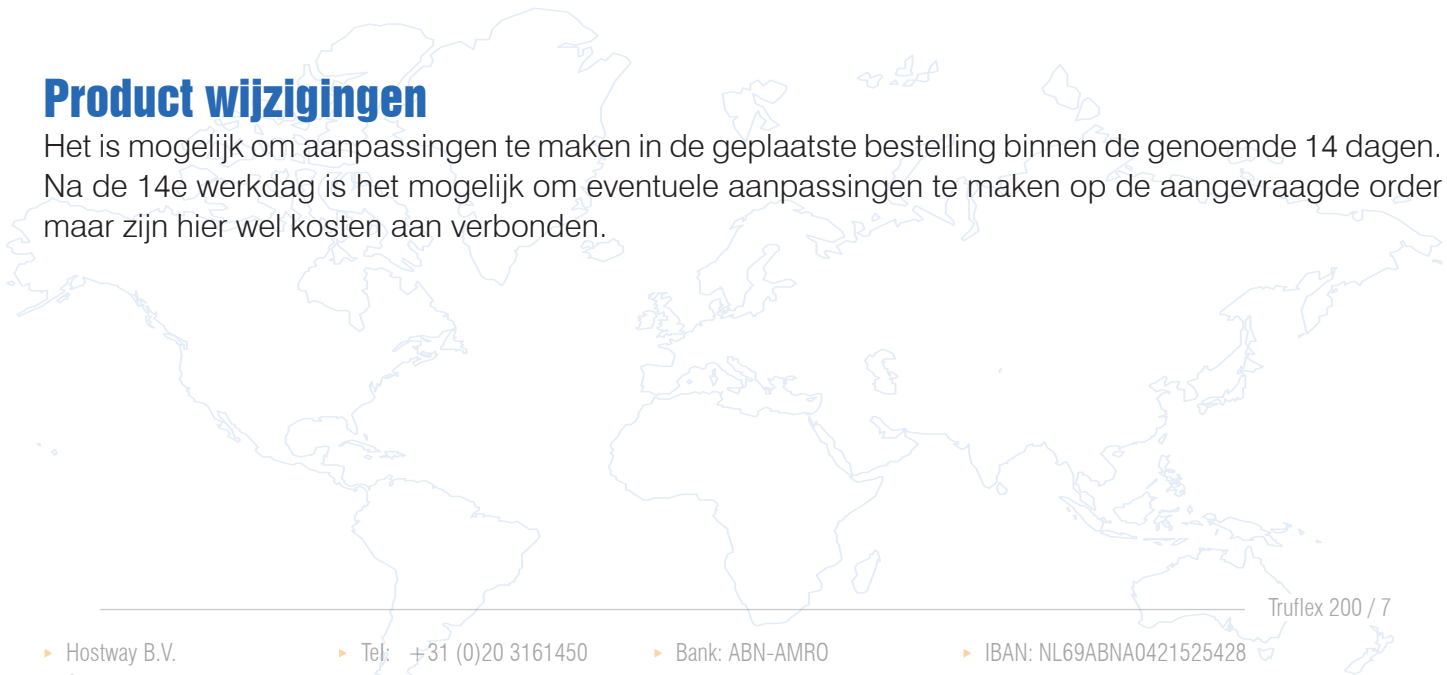 Product wijzigingen
Het is mogelijk om aanpassingen te maken in de geplaatste bestelling binnen de genoemde 14 dagen.
Na de 14e werkdag is het mogelijk om eventuele aanpassingen te maken op de aangevraagde order
maar zijn hier wel kosten aan verbonden.
Truflex 200 / 7
▸ Hostway B.V. ▸ Tel: +31 (0)20 3161450 ▸ Bank: ABN-AMRO ▸ IBAN: NL69ABNA0421525428